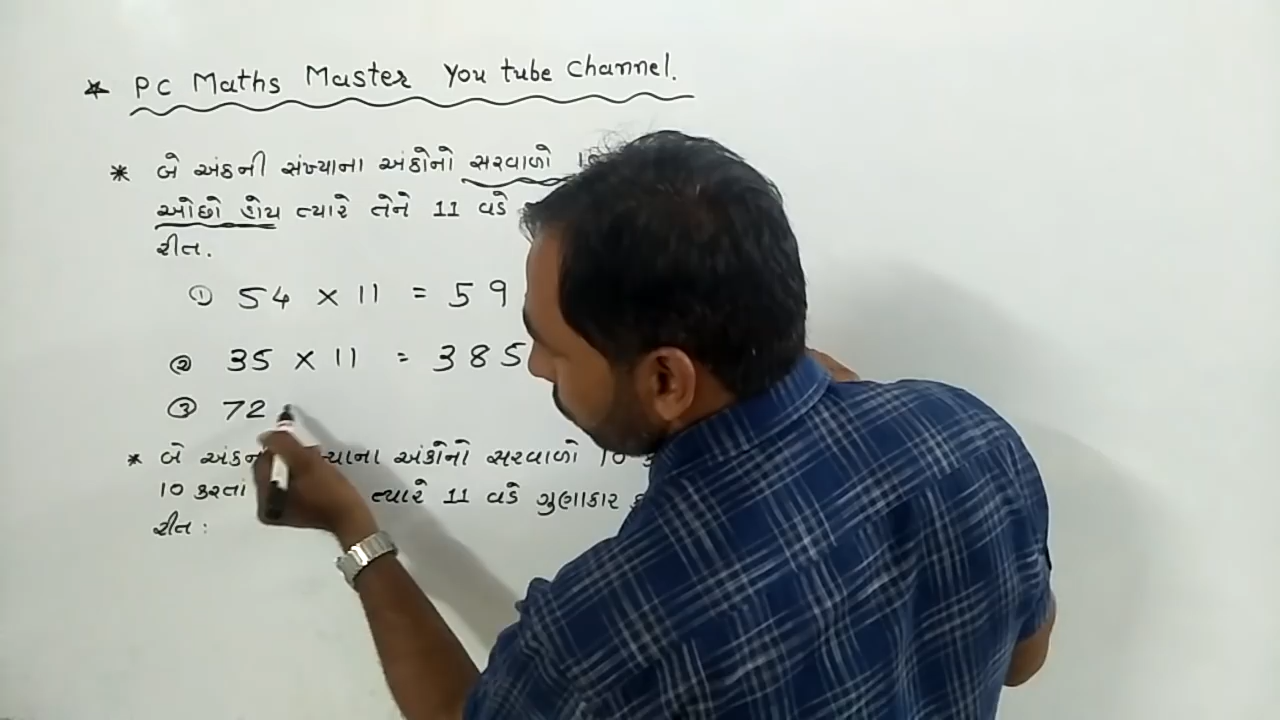 * PC Maths Master You tube Channel.
* બે અંકની સંખ્યાના અંકોનો સરવાળો
ઓછો હોય ત્યારે તેને 11 વડે
રીત.
① 54 × 11 = 59
② 35 × 11 = 385
③ 72
* બે સરવાળો 10
10 કરતાં ત્યારે 11 વડે ગુણાકાર
રીત: